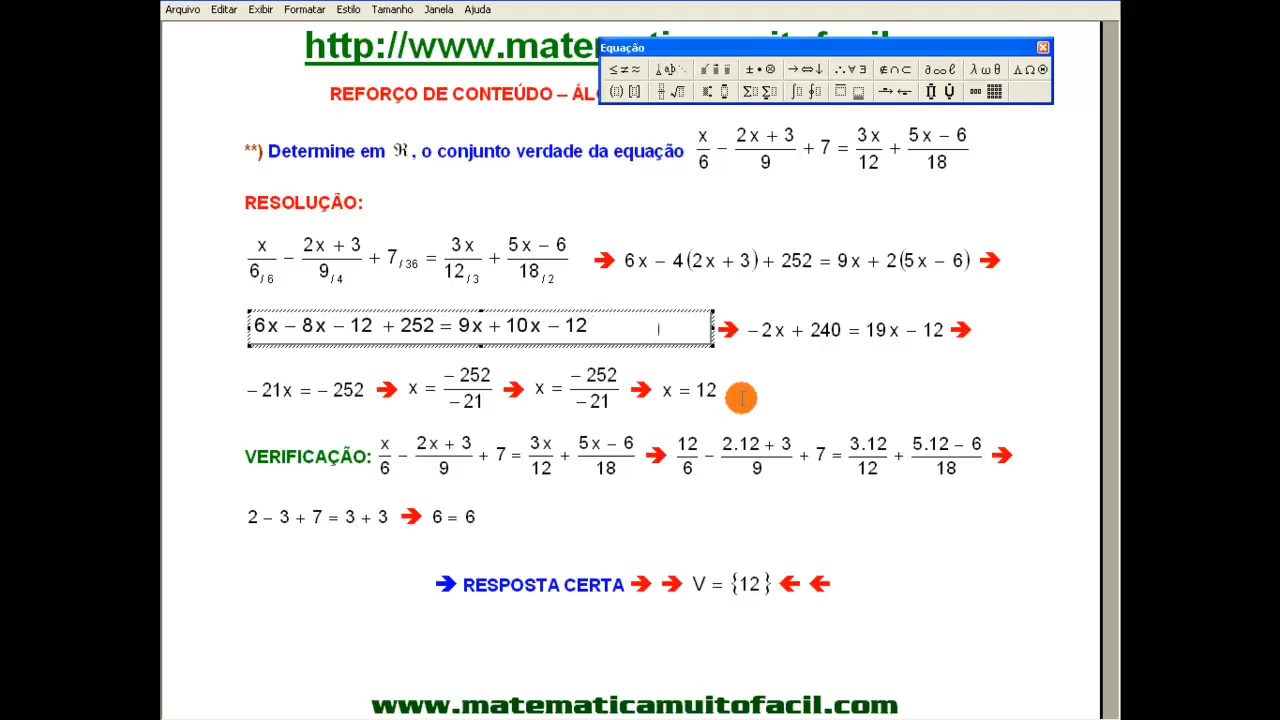 Arquivo Editar Exibir Formatar Estilo Tamanho Janela Ajuda
http://www.mate
Equação
REFORÇO DE CONTEÚDO – ÁL
**) Determine em ℜ, o conjunto verdade da equação x/6 − (2x + 3)/9 + 7 = 3x/12 + (5x − 6)/18
RESOLUÇÃO:
x/6 /6 − (2x + 3)/9 /4 + 7 /36 = 3x/12 /3 + (5x − 6)/18 /2 ➔ 6x − 4(2x + 3) + 252 = 9x + 2(5x − 6) ➔
6x − 8x − 12 + 252 = 9x + 10x − 12 ➔ −2x + 240 = 19x − 12 ➔
−21x = −252 ➔ x = −252/−21 ➔ x = −252/−21 ➔ x = 12
VERIFICAÇÃO: x/6 − (2x + 3)/9 + 7 = 3x/12 + (5x − 6)/18 ➔ 12/6 − (2.12 + 3)/9 + 7 = 3.12/12 + (5.12 − 6)/18 ➔
2 − 3 + 7 = 3 + 3 ➔ 6 = 6
➔ RESPOSTA CERTA ➔ ➔ V = {12} 🡰 🡰
www.matematicamuitofacil.com